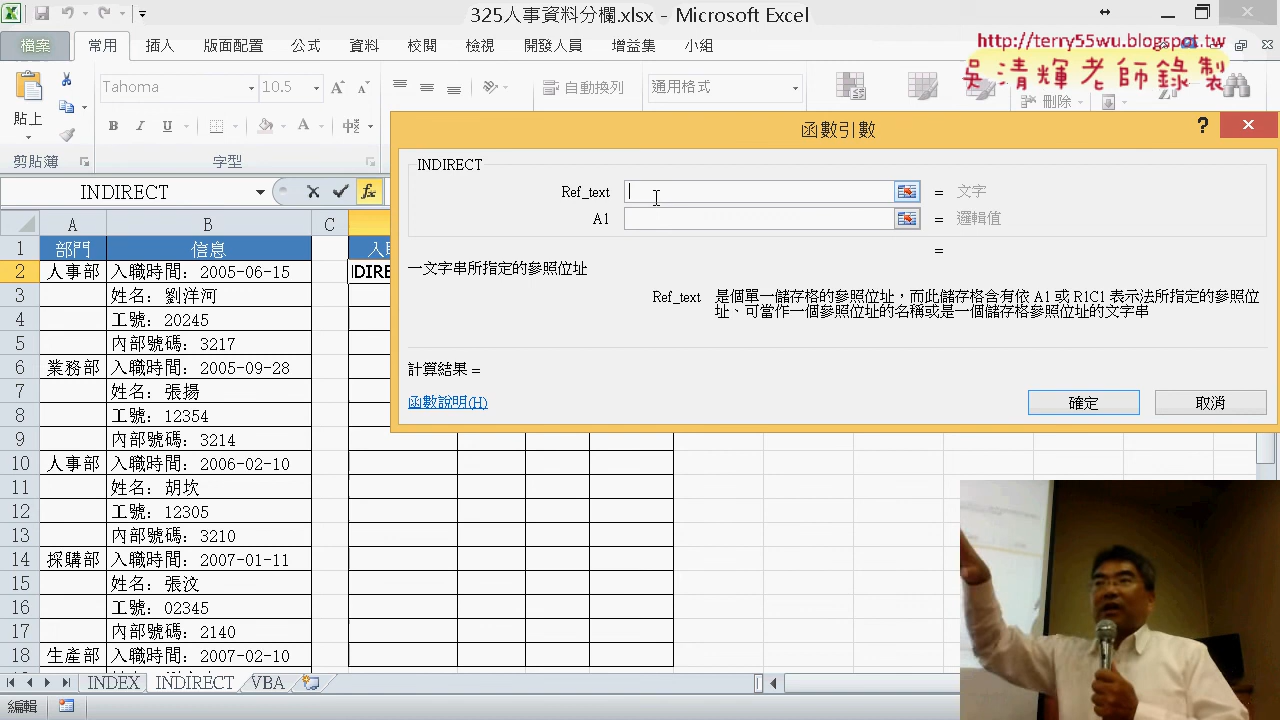 325人事資料分欄.xlsx - Microsoft Excel
http://terry55wu.blogspot.tw
吳清輝老師錄製
檔案 常用 插入 版面配置 公式 資料 校閱 檢視 開發人員 增益集 小組
貼上
剪貼簿
Tahoma 10.5
字型
自動換列
通用格式
刪除
INDIRECT
函數引數
INDIRECT
Ref_text = 文字
A1 = 邏輯值
=
一文字串所指定的參照位址
Ref_text 是個單一儲存格的參照位址，而此儲存格含有依 A1 或 R1C1 表示法所指定的參照位
址、可當作一個參照位址的名稱或是一個儲存格參照位址的文字串
計算結果 =
函數說明(H)
確定 取消
A B C
1 部門 信息
2 人事部 入職時間: 2005-06-15
3 姓名: 劉洋河
4 工號: 20245
5 內部號碼: 3217
6 業務部 入職時間: 2005-09-28
7 姓名: 張揚
8 工號: 12354
9 內部號碼: 3214
10 人事部 入職時間: 2006-02-10
11 姓名: 胡坎
12 工號: 12305
13 內部號碼: 3210
14 採購部 入職時間: 2007-01-11
15 姓名: 張汶
16 工號: 02345
17 內部號碼: 2140
18 生產部 入職時間: 2007-02-10
INDEX INDIRECT VBA
編輯